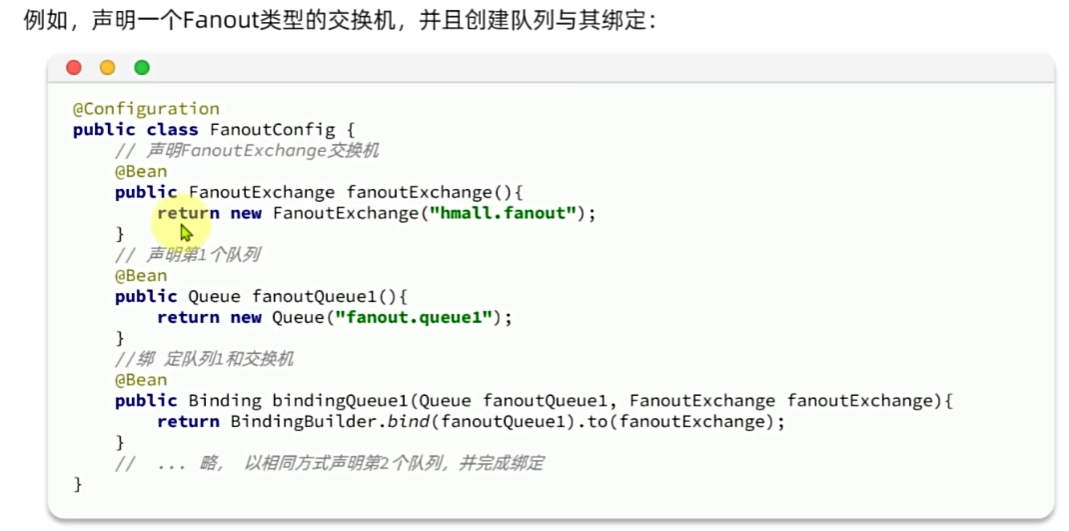 例如，声明一个Fanout类型的交换机，并且创建队列与其绑定：
@Configuration
public class FanoutConfig {
// 声明FanoutExchange交换机
@Bean
public FanoutExchange fanoutExchange(){
return new FanoutExchange("hmall.fanout");
}
// 声明第1个队列
@Bean
public Queue fanoutQueue1(){
return new Queue("fanout.queue1");
}
//绑 定队列1和交换机
@Bean
public Binding bindingQueue1(Queue fanoutQueue1, FanoutExchange fanoutExchange){
return BindingBuilder.bind(fanoutQueue1).to(fanoutExchange);
}
// ... 略， 以相同方式声明第2个队列，并完成绑定
}